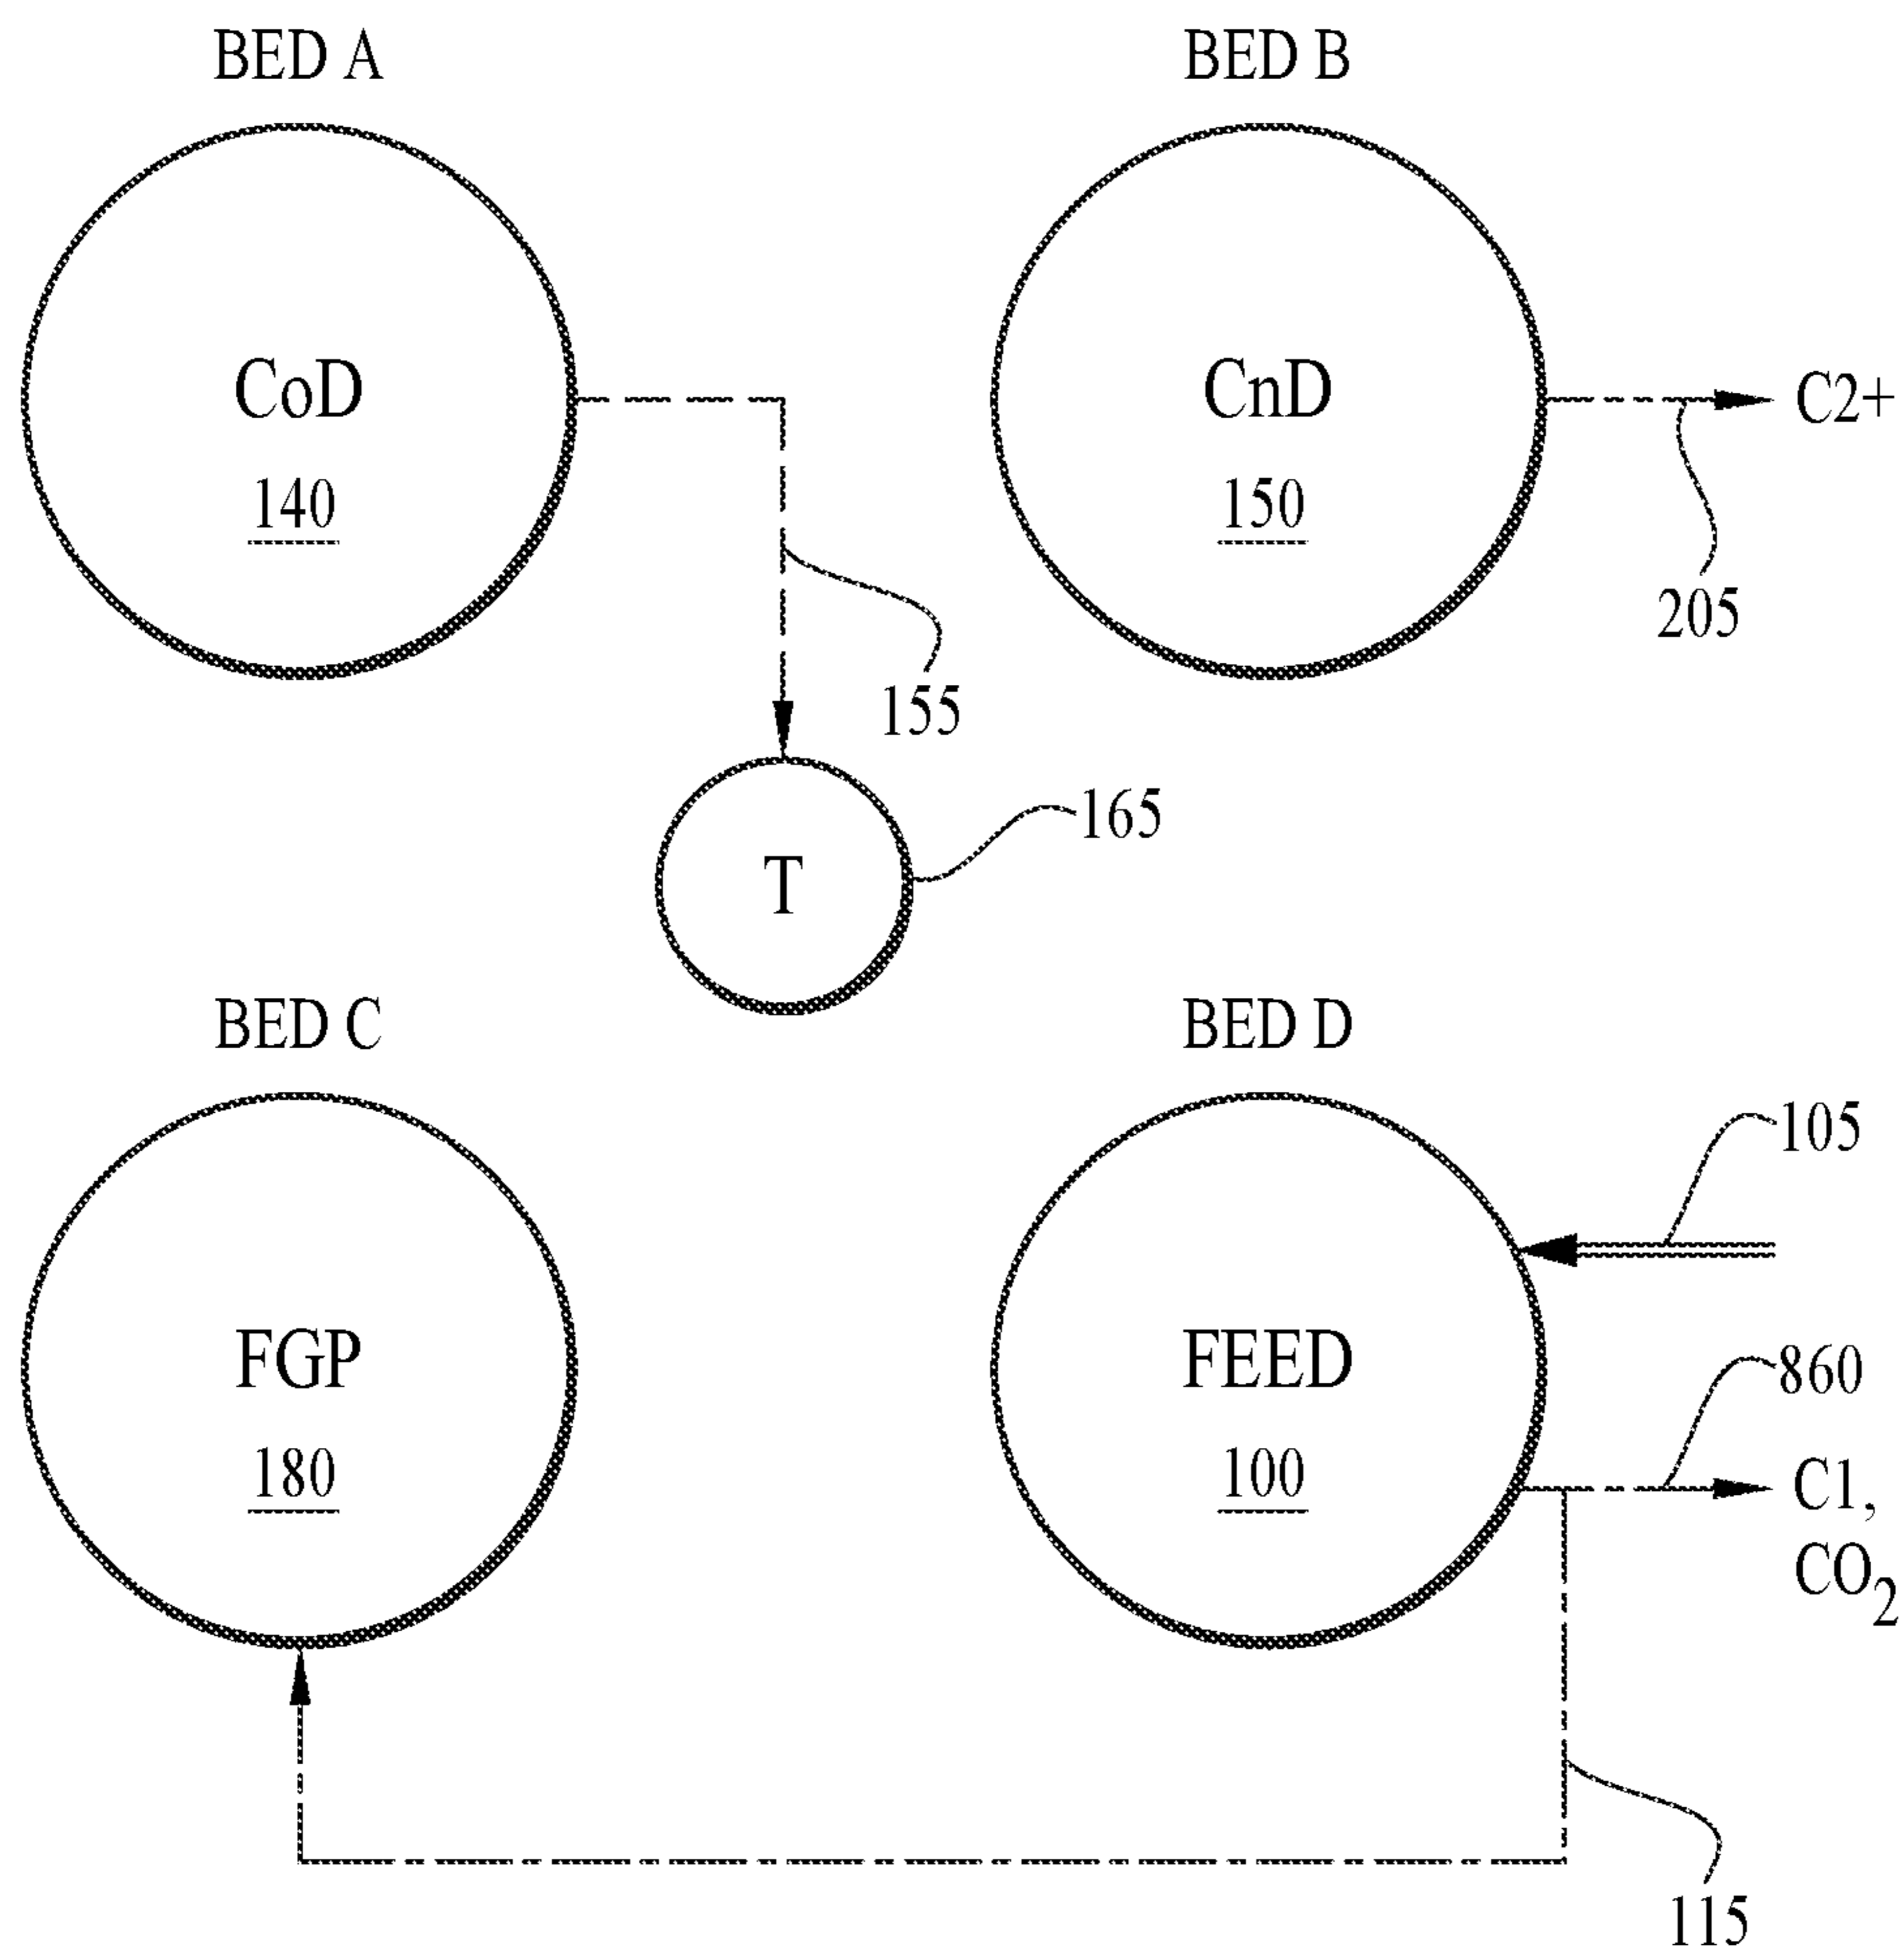 BED A
BED B
CoD
140
CnD
150
C2+
205
155
165
T
BED C
BED D
105
FGP
180
FEED
100
860
C1,
CO₂
115